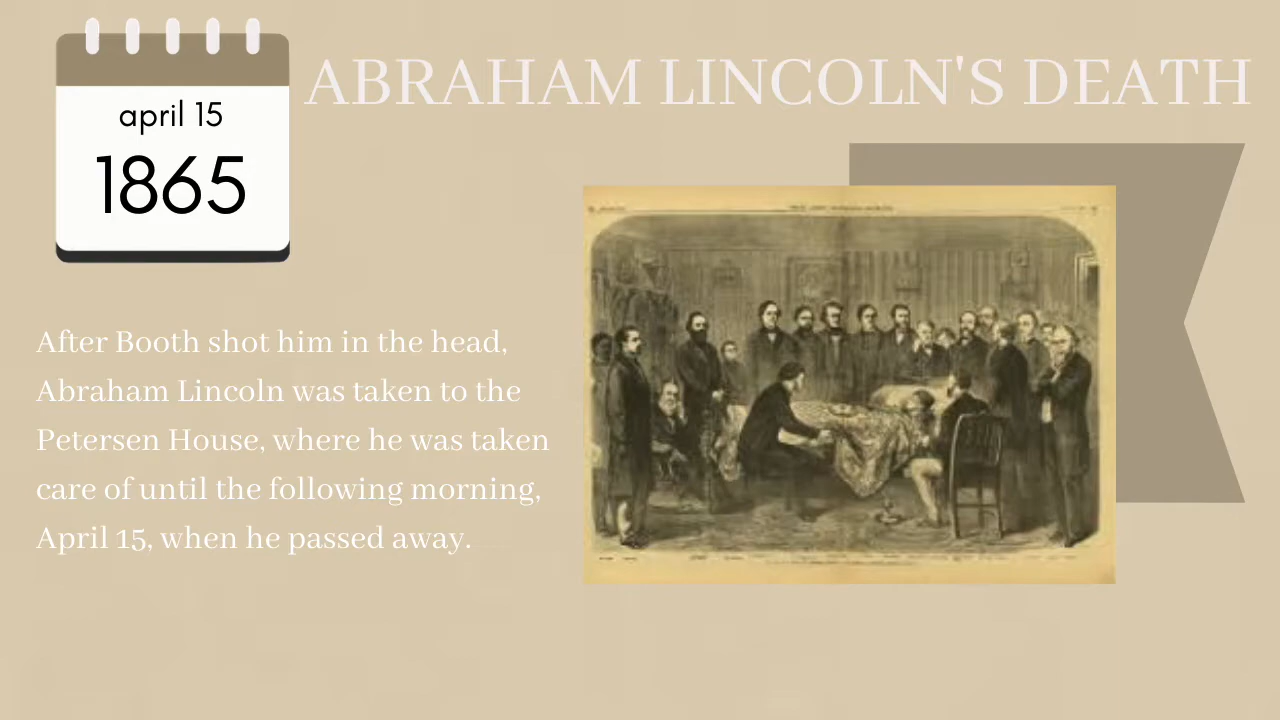 april 15
1865
ABRAHAM LINCOLN'S DEATH
After Booth shot him in the head,
Abraham Lincoln was taken to the
Petersen House, where he was taken
care of until the following morning,
April 15, when he passed away.